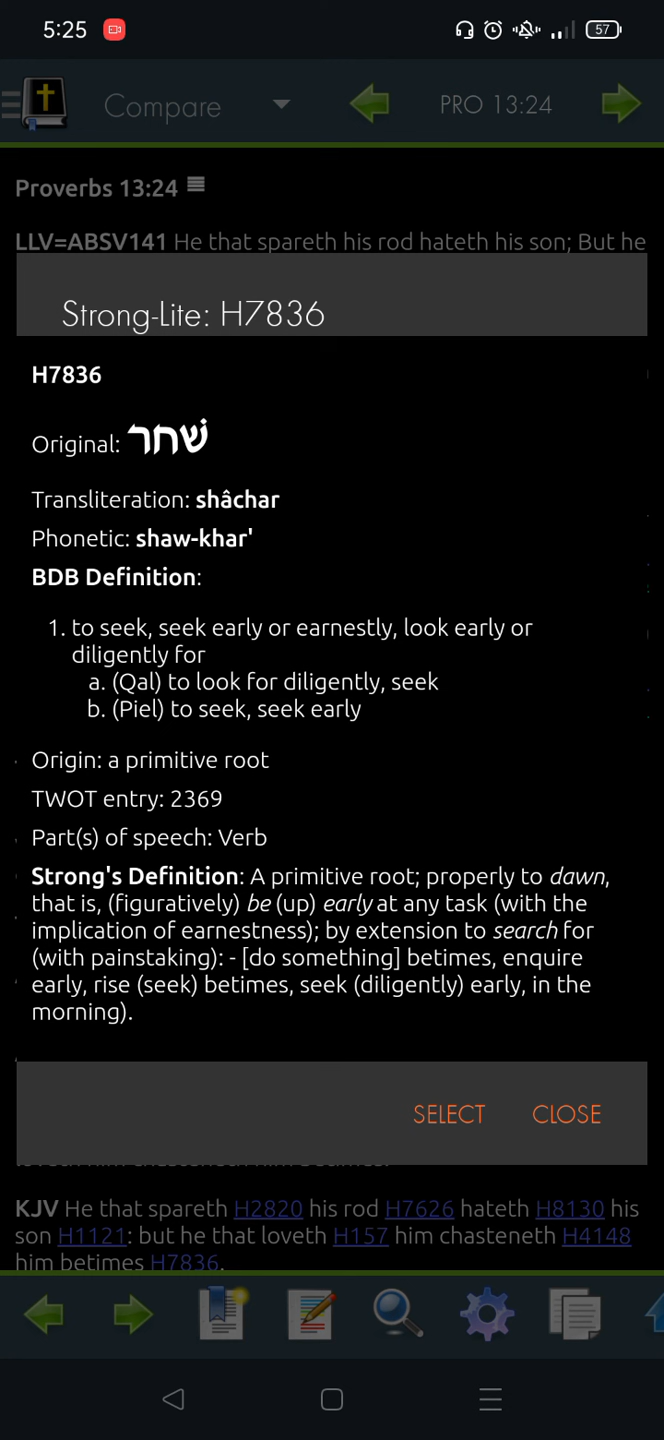 5:25
57
Compare
PRO 13:24
Proverbs 13:24
LLV=ABSV141 He that spareth his rod hateth his son; But he
Strong-Lite: H7836
H7836
Original: שׁחר
Transliteration: shâchar
Phonetic: shaw-khar'
BDB Definition:
1. to seek, seek early or earnestly, look early or
diligently for
a. (Qal) to look for diligently, seek
b. (Piel) to seek, seek early
Origin: a primitive root
TWOT entry: 2369
Part(s) of speech: Verb
Strong's Definition: A primitive root; properly to dawn,
that is, (figuratively) be (up) early at any task (with the
implication of earnestness); by extension to search for
(with painstaking): - [do something] betimes, enquire
early, rise (seek) betimes, seek (diligently) early, in the
morning).
SELECT CLOSE
KJV He that spareth H2820 his rod H7626 hateth H8130 his
son H1121: but he that loveth H157 him chasteneth H4148
him betimes H7836.